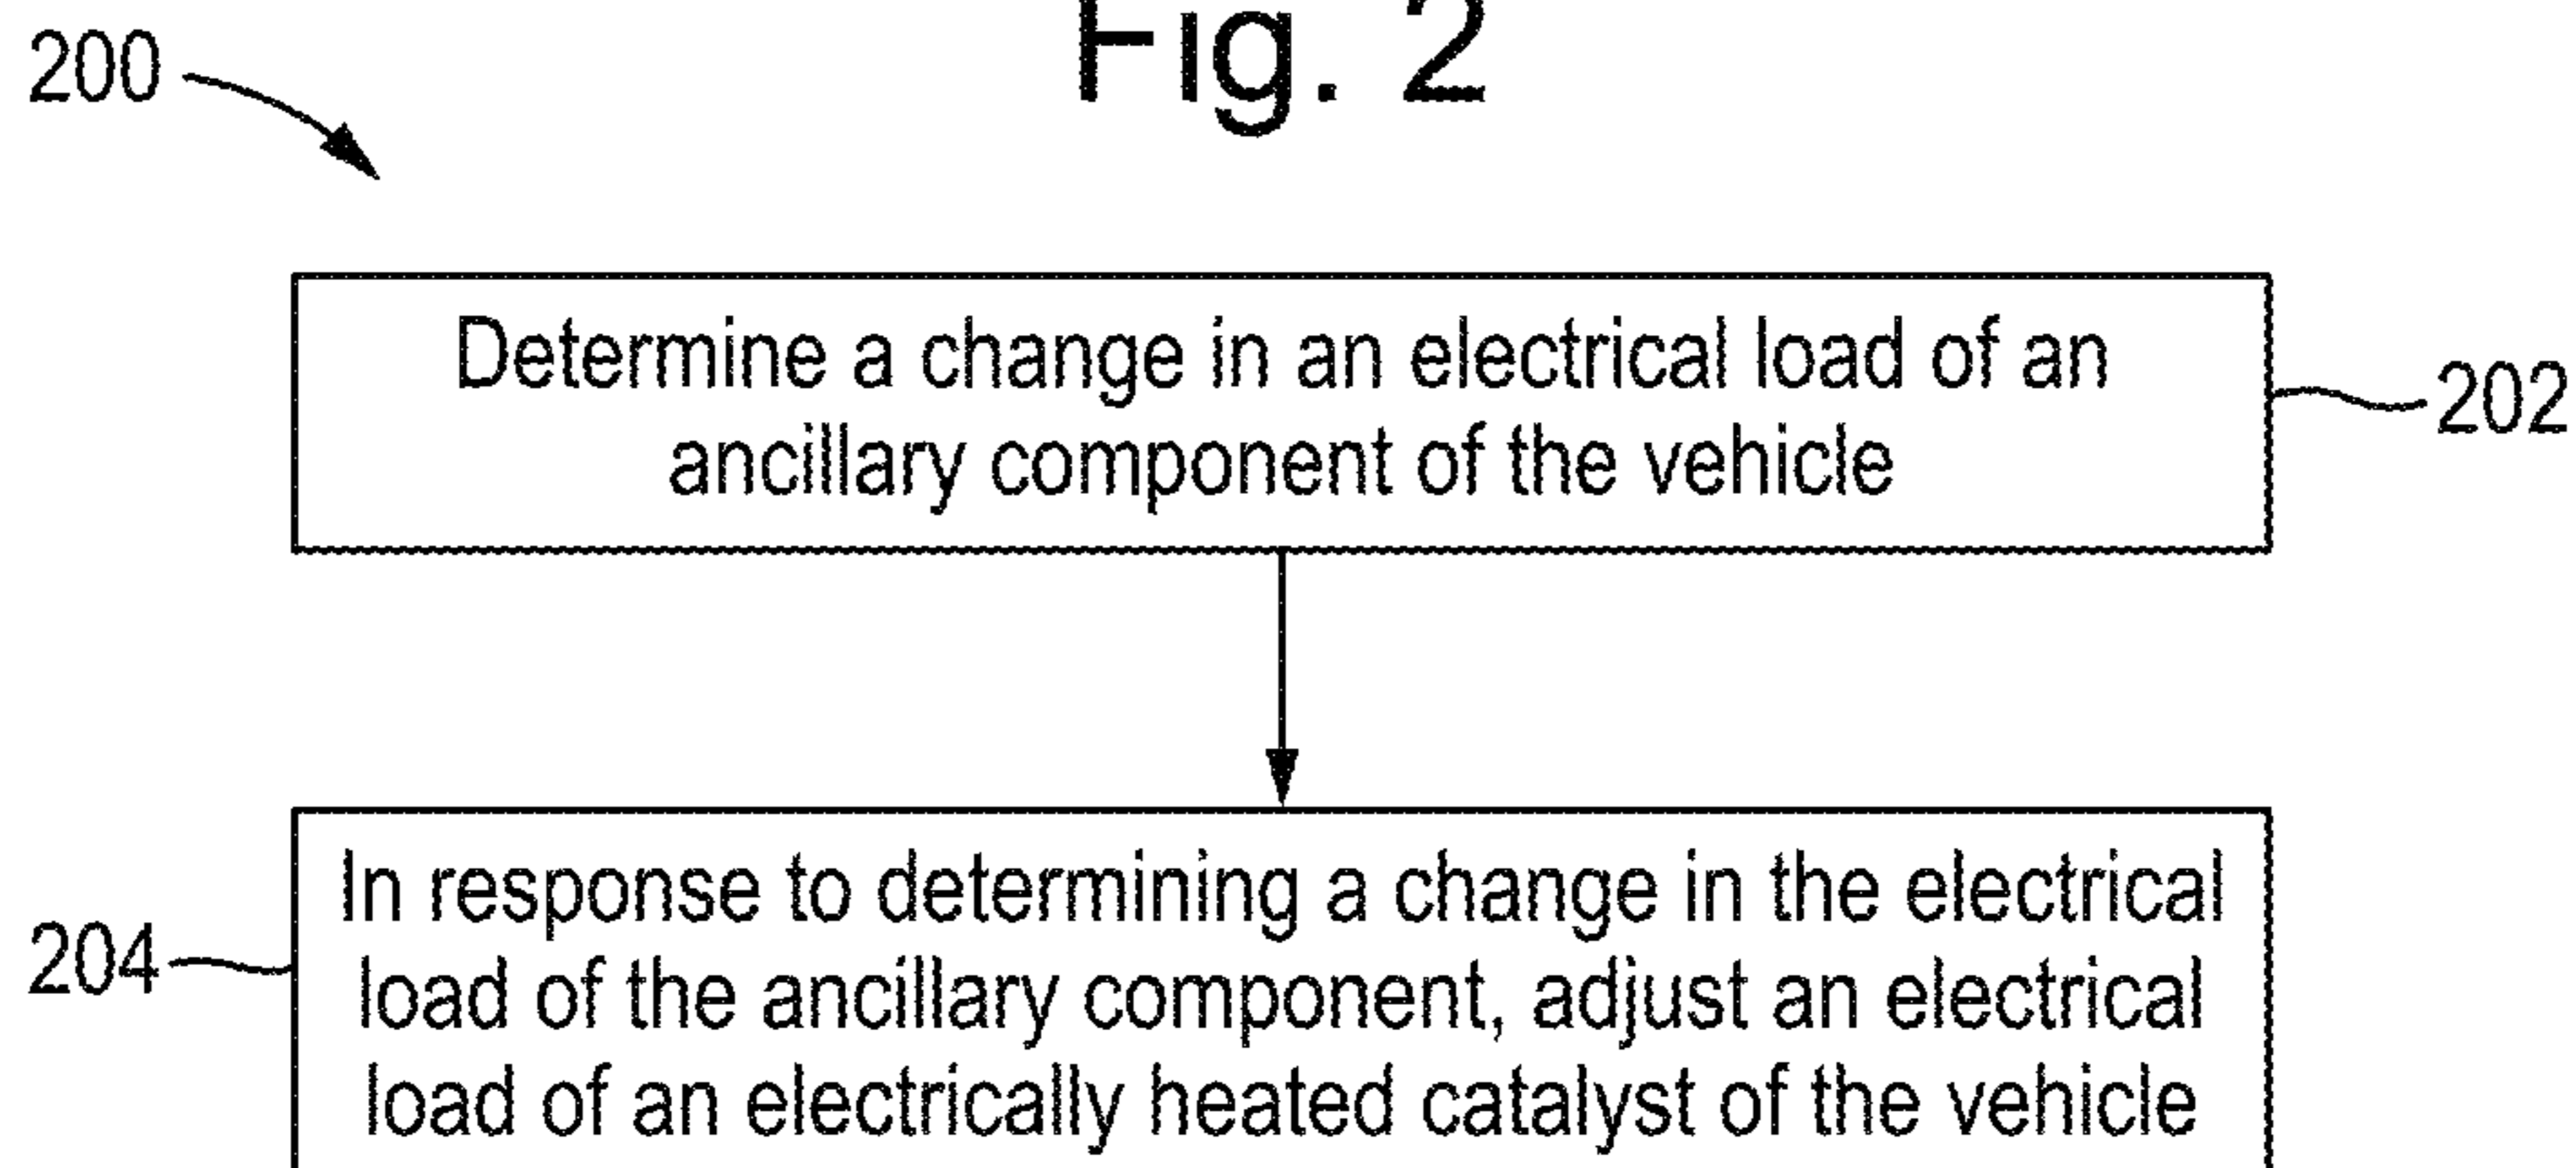 Fig. 2
200
Determine a change in an electrical load of an
ancillary component of the vehicle
202
In response to determining a change in the electrical
load of the ancillary component, adjust an electrical
load of an electrically heated catalyst of the vehicle
204